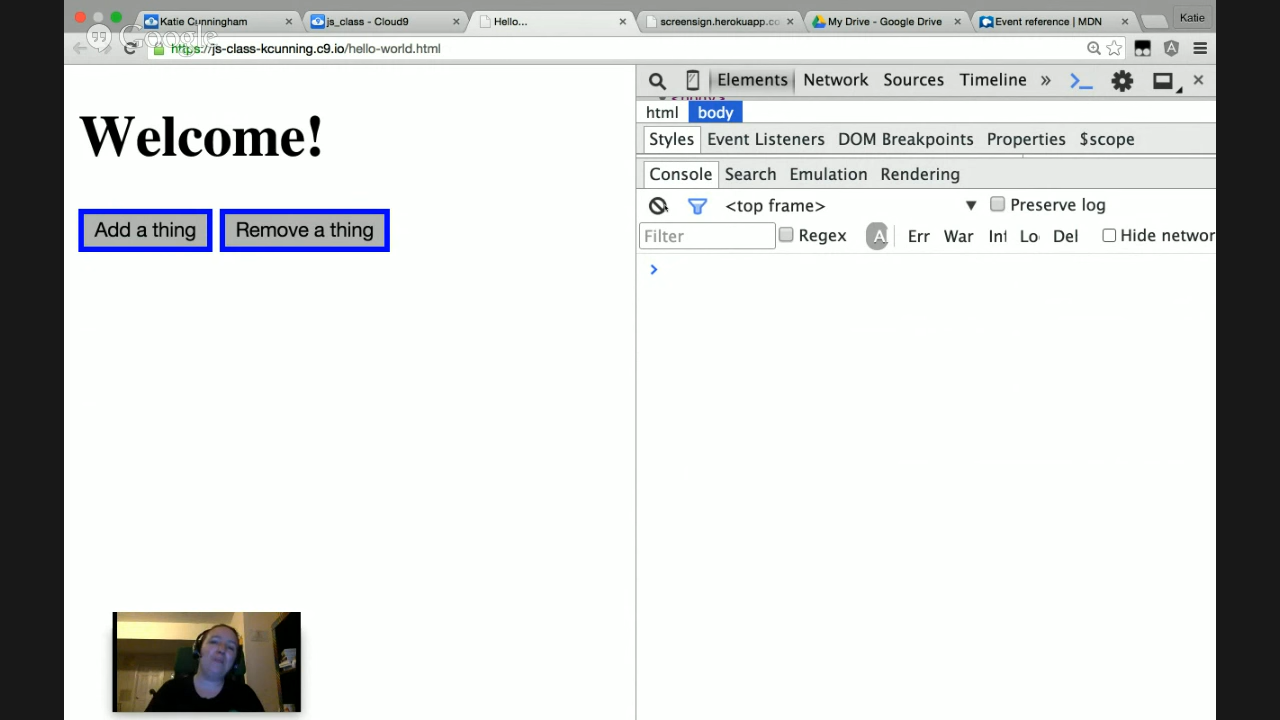 Katie Cunningham
js_class - Cloud9
Hello...
screensign.herokuapp.co
My Drive - Google Drive
Event reference | MDN
Katie
Google
https://js-class-kcunning.c9.io/hello-world.html
Welcome!
Add a thing
Remove a thing
Elements Network Sources Timeline »
html body
Styles Event Listeners DOM Breakpoints Properties $scope
Console Search Emulation Rendering
<top frame> Preserve log
Filter Regex A Err War Inf Lo Del Hide networ